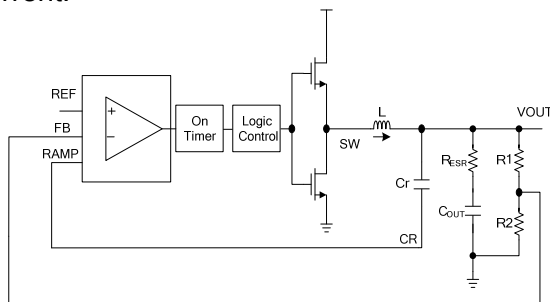 REF
FB
RAMP
+
−
On
Timer
Logic
Control
SW
L
VOUT
Cr
CR
RESR
COUT
R1
R2